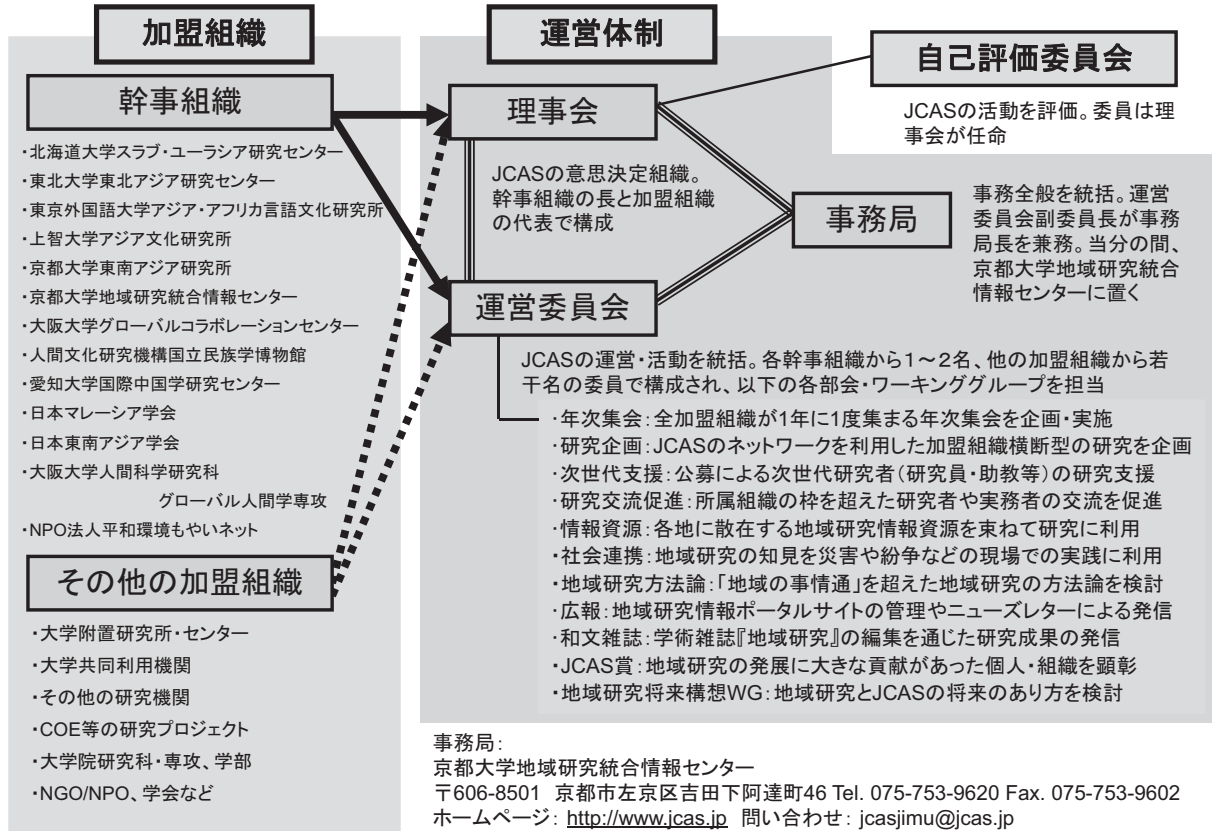 加盟組織
幹事組織
・北海道大学スラブ・ユーラシア研究センター
・東北大学東北アジア研究センター
・東京外国語大学アジア・アフリカ言語文化研究所
・上智大学アジア文化研究所
・京都大学東南アジア研究所
・京都大学地域研究統合情報センター
・大阪大学グローバルコラボレーションセンター
・人間文化研究機構国立民族学博物館
・愛知大学国際中国学研究センター
・日本マレーシア学会
・日本東南アジア学会
・大阪大学人間科学研究科
グローバル人間学専攻
・NPO法人平和環境もやいネット
その他の加盟組織
・大学附置研究所・センター
・大学共同利用機関
・その他の研究機関
・COE等の研究プロジェクト
・大学院研究科・専攻、学部
・NGO/NPO、学会など
運営体制
理事会
JCASの意思決定組織。
幹事組織の長と加盟組織
の代表で構成
自己評価委員会
JCASの活動を評価。委員は理
事会が任命
事務局
事務全般を統括。運営
委員会副委員長が事務
局長を兼務。当分の間、
京都大学地域研究統合
情報センターに置く
運営委員会
JCASの運営・活動を統括。各幹事組織から1～2名、他の加盟組織から若
干名の委員で構成され、以下の各部会・ワーキンググループを担当
・年次集会：全加盟組織が1年に1度集まる年次集会を企画・実施
・研究企画：JCASのネットワークを利用した加盟組織横断型の研究を企画
・次世代支援：公募による次世代研究者（研究員・助教等）の研究支援
・研究交流促進：所属組織の枠を超えた研究者や実務者の交流を促進
・情報資源：各地に散在する地域研究情報資源を束ねて研究に利用
・社会連携：地域研究の知見を災害や紛争などの現場での実践に利用
・地域研究方法論：「地域の事情通」を超えた地域研究の方法論を検討
・広報：地域研究情報ポータルサイトの管理やニューズレターによる発信
・和文雑誌：学術雑誌『地域研究』の編集を通じた研究成果の発信
・JCAS賞：地域研究の発展に大きな貢献があった個人・組織を顕彰
・地域研究将来構想WG：地域研究とJCASの将来のあり方を検討
事務局：
京都大学地域研究統合情報センター
〒606-8501 京都市左京区吉田下阿達町46 Tel. 075-753-9620 Fax. 075-753-9602
ホームページ： http://www.jcas.jp 問い合わせ： jcasjimu@jcas.jp